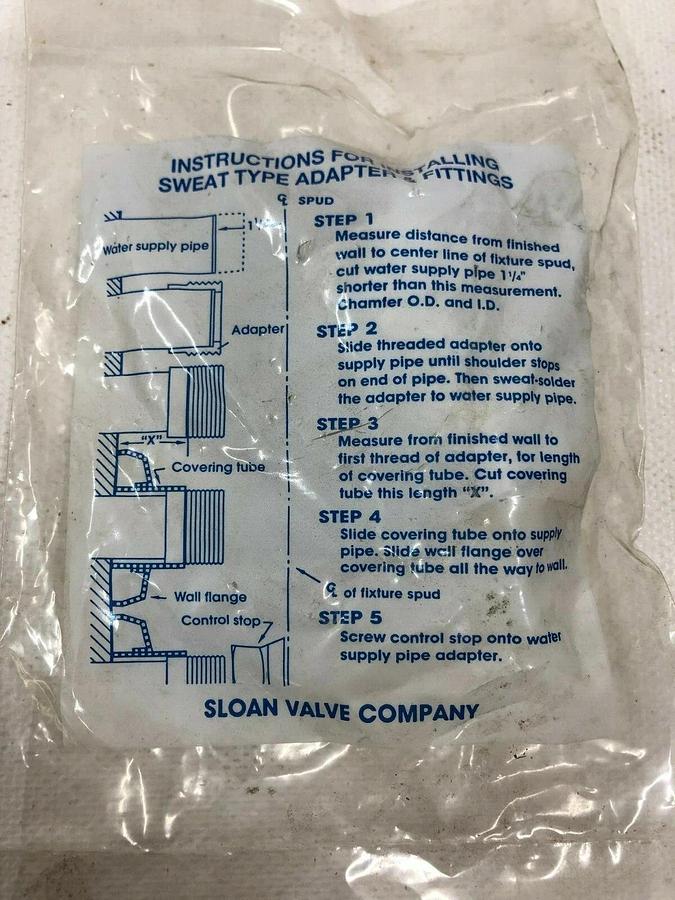 INSTRUCTIONS FOR INSTALLING
SWEAT TYPE ADAPTER & FITTINGS
℄ SPUD
1¼"
Water supply pipe
Adapter
"X"
Covering tube
Wall flange
Control stop
STEP 1
Measure distance from finished
wall to center line of fixture spud,
cut water supply pipe 1¼"
shorter than this measurement.
Chamfer O.D. and I.D.
STEP 2
Slide threaded adapter onto
supply pipe until shoulder stops
on end of pipe. Then sweat-solder
the adapter to water supply pipe.
STEP 3
Measure from finished wall to
first thread of adapter, for length
of covering tube. Cut covering
tube this length "X".
STEP 4
Slide covering tube onto supply
pipe. Slide wall flange over
covering tube all the way to wall.
℄ of fixture spud
STEP 5
Screw control stop onto water
supply pipe adapter.
SLOAN VALVE COMPANY